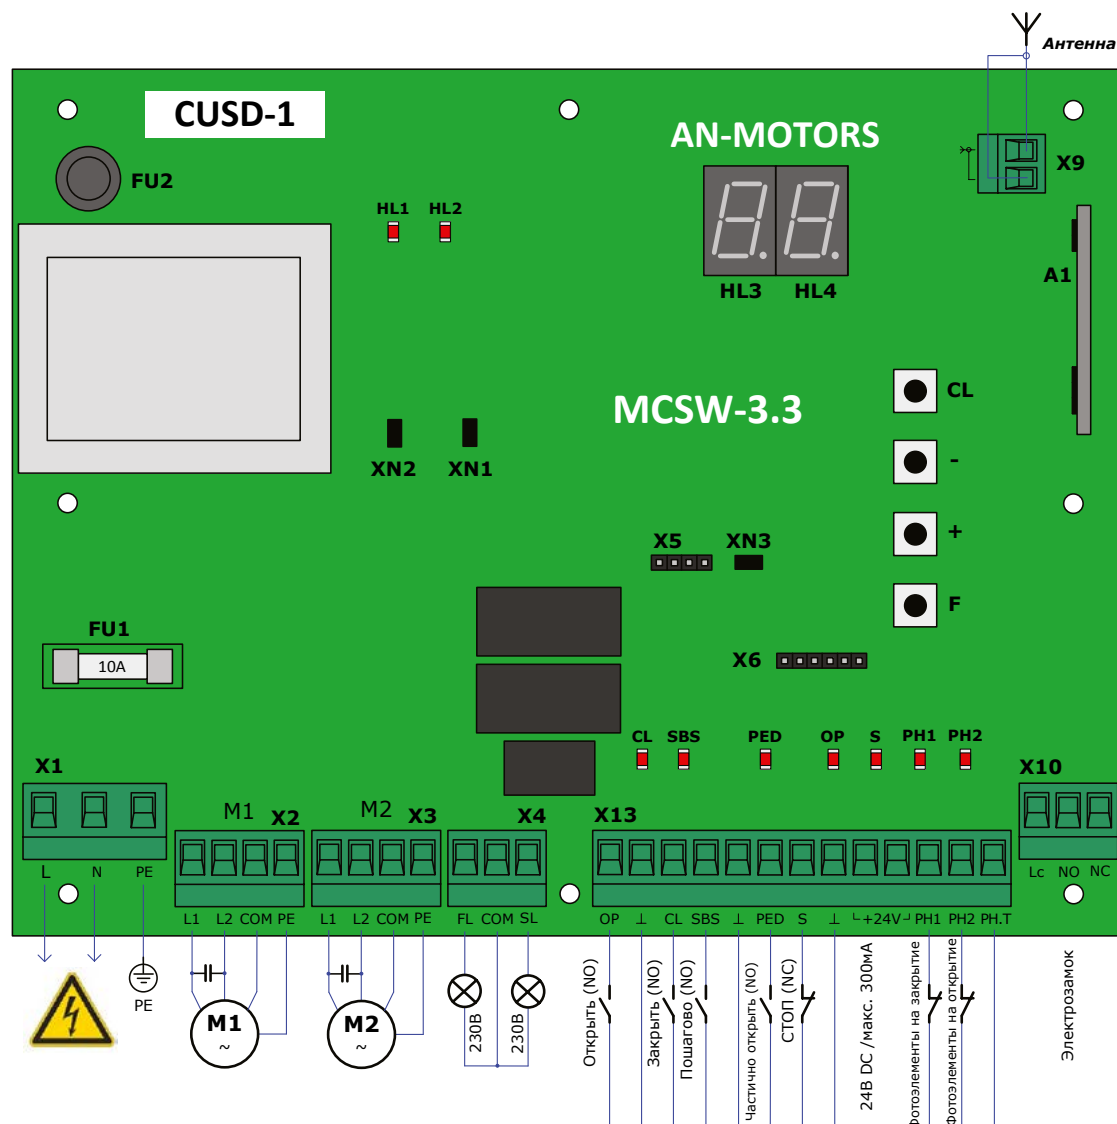 Антенна
CUSD-1
AN-MOTORS
FU2
X9
HL1 HL2
A1
HL3 HL4
CL
MCSW-3.3
-
XN2 XN1
+
X5 XN3
F
FU1
10A
X6
CL SBS PED OP S PH1 PH2
X1
X10
M1 X2
M2 X3
X4
X13
L N PE
Lc NO NC
L1 L2 COM PE
L1 L2 COM PE
FL COM SL
OP ⊥ CL SBS ⊥ PED S ⊥ └+24V┘ PH1 PH2 PH.T
PE
M1
~
M2
~
230В
230В
Открыть (NO)
Закрыть (NO)
Пошагово (NO)
Частично открыть (NO)
СТОП (NC)
24В DC /макс. 300мА
Фотоэлементы на закрытие
Фотоэлементы на открытие
Электрозамок